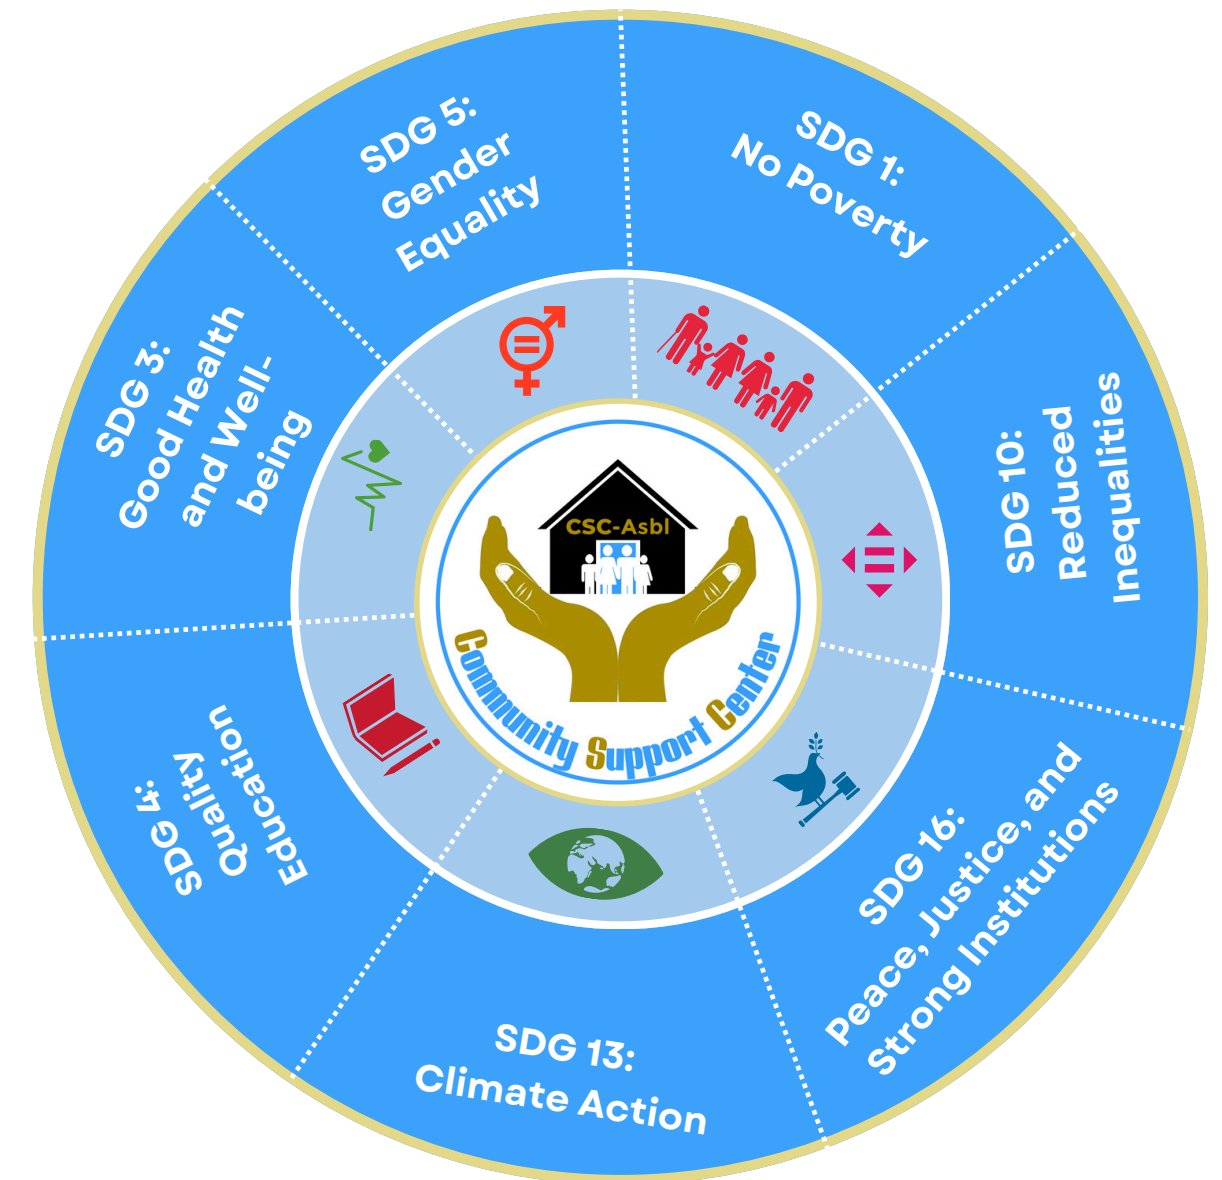 SDG 1:
No Poverty
SDG 10:
Reduced
Inequalities
SDG 16:
Peace, Justice, and
Strong Institutions
SDG 13:
Climate Action
SDG 4:
Quality
Education
SDG 3:
Good Health
and Well-
being
SDG 5:
Gender
Equality
CSC-Asbl
Community Support Center